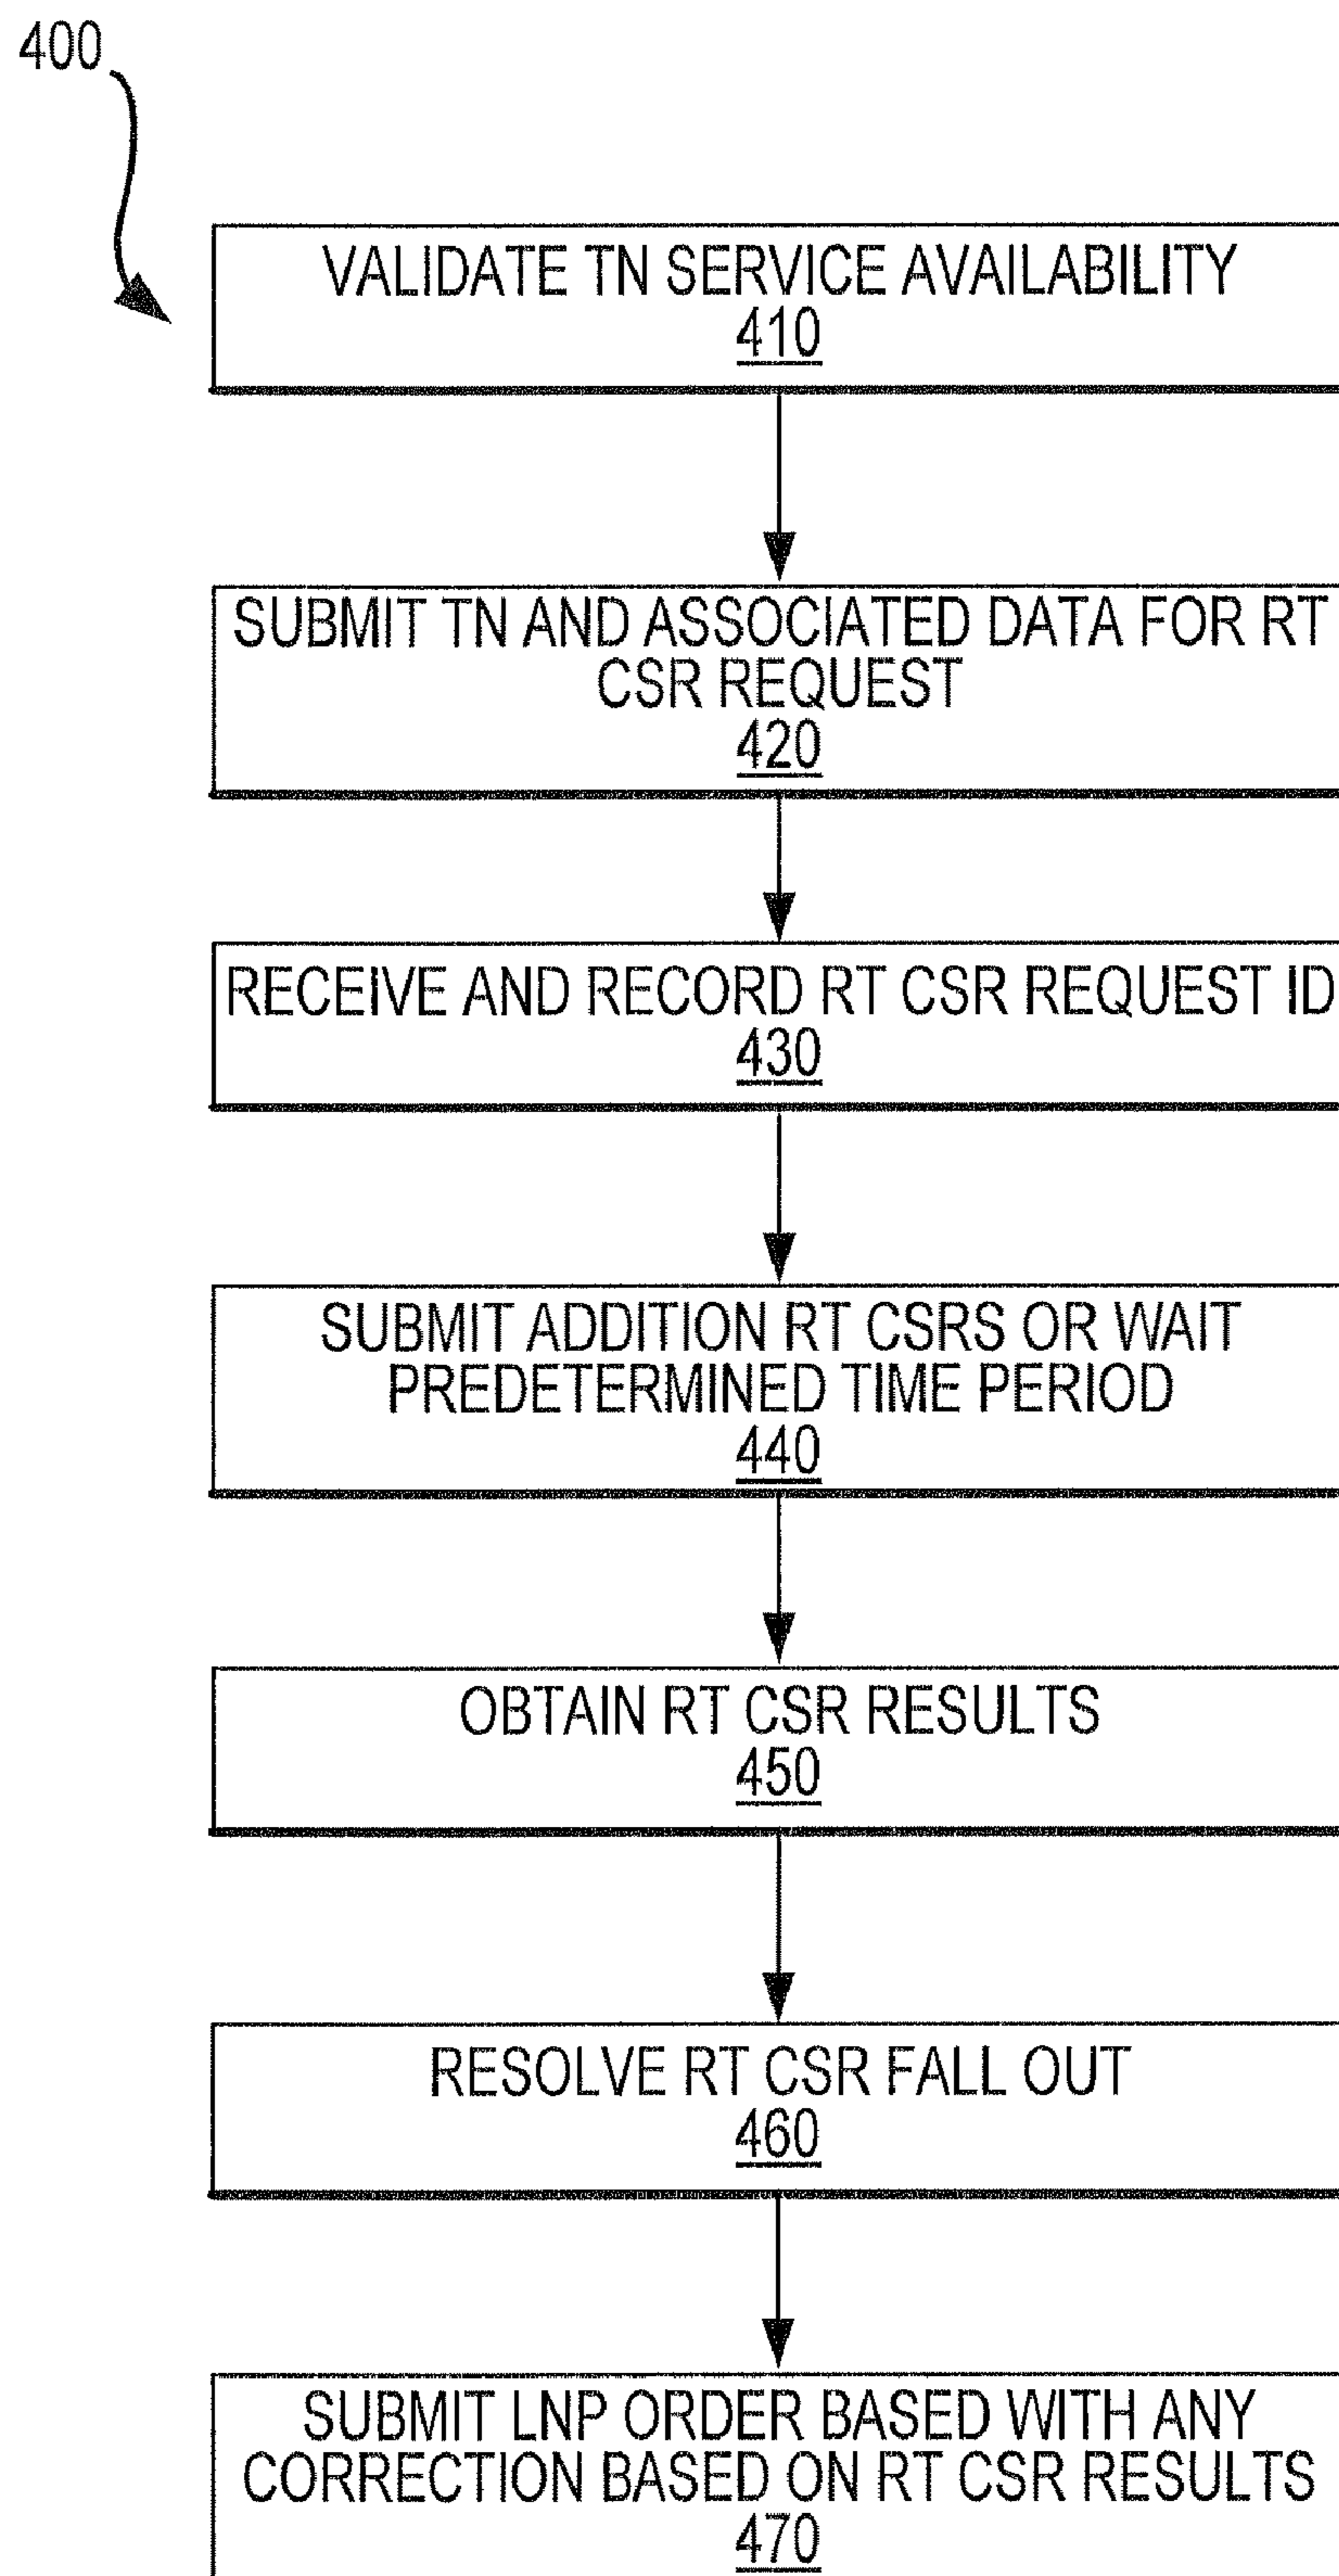 400
VALIDATE TN SERVICE AVAILABILITY
410
SUBMIT TN AND ASSOCIATED DATA FOR RT
CSR REQUEST
420
RECEIVE AND RECORD RT CSR REQUEST ID
430
SUBMIT ADDITION RT CSRS OR WAIT
PREDETERMINED TIME PERIOD
440
OBTAIN RT CSR RESULTS
450
RESOLVE RT CSR FALL OUT
460
SUBMIT LNP ORDER BASED WITH ANY
CORRECTION BASED ON RT CSR RESULTS
470